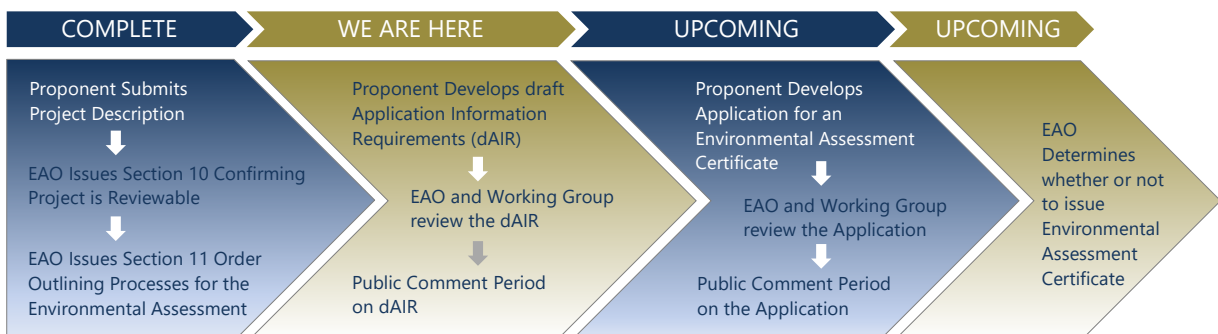 COMPLETE
WE ARE HERE
UPCOMING
UPCOMING
Proponent Submits
Project Description
EAO Issues Section 10 Confirming
Project is Reviewable
EAO Issues Section 11 Order
Outlining Processes for the
Environmental Assessment
Proponent Develops draft
Application Information
Requirements (dAIR)
EAO and Working Group
review the dAIR
Public Comment Period
on dAIR
Proponent Develops
Application for an
Environmental Assessment
Certificate
EAO and Working Group
review the Application
Public Comment Period
on the Application
EAO
Determines
whether or not
to issue
Environmental
Assessment
Certificate